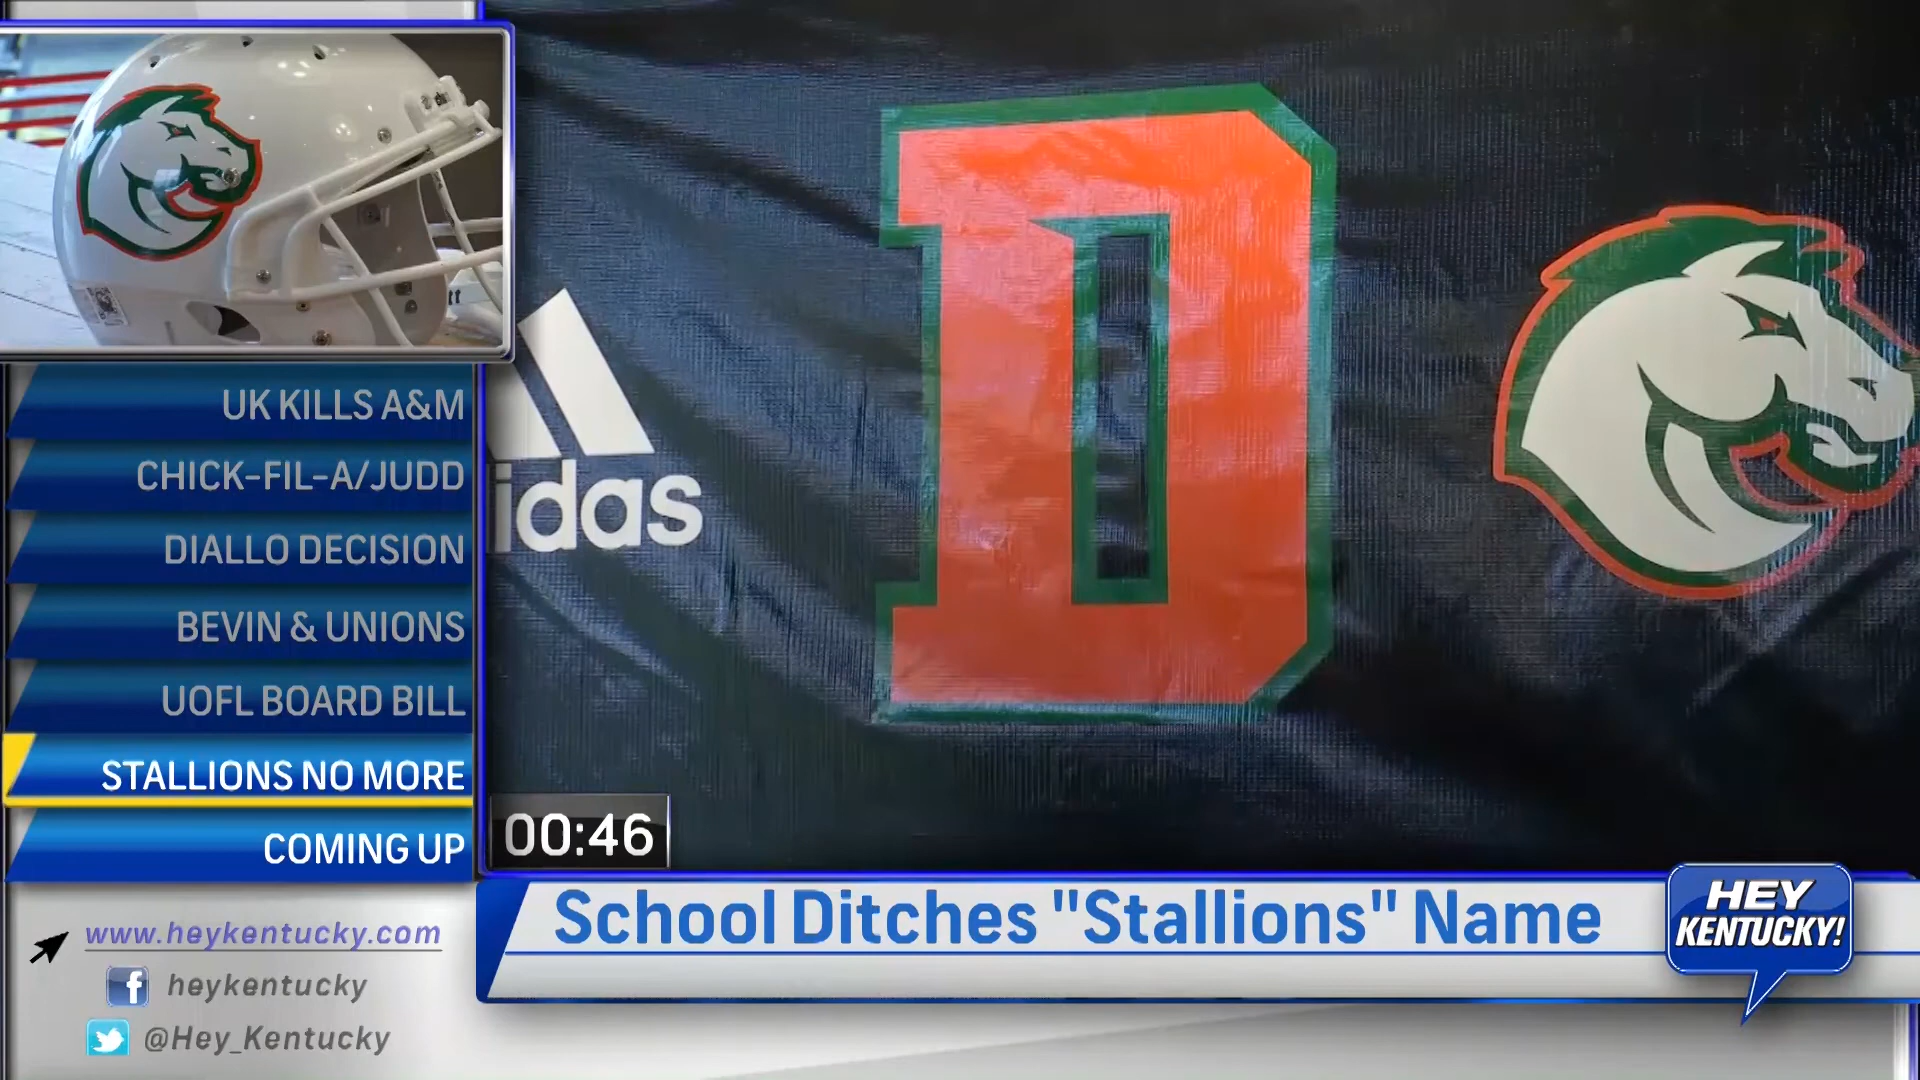 UK KILLS A&M
CHICK-FIL-A/JUDD
DIALLO DECISION
BEVIN & UNIONS
UOFL BOARD BILL
STALLIONS NO MORE
COMING UP
www.heykentucky.com
f heykentucky
@Hey_Kentucky
idas
D
00:46
School Ditches "Stallions" Name
HEY
KENTUCKY!